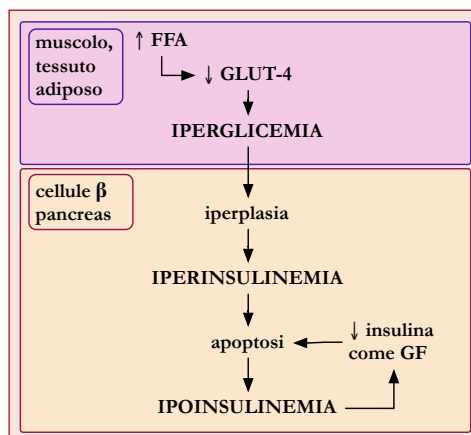 muscolo,
tessuto
adiposo
↑ FFA
↓ GLUT-4
IPERGLICEMIA
cellule β
pancreas
iperplasia
IPERINSULINEMIA
apoptosi
↓ insulina
come GF
IPOINSULINEMIA